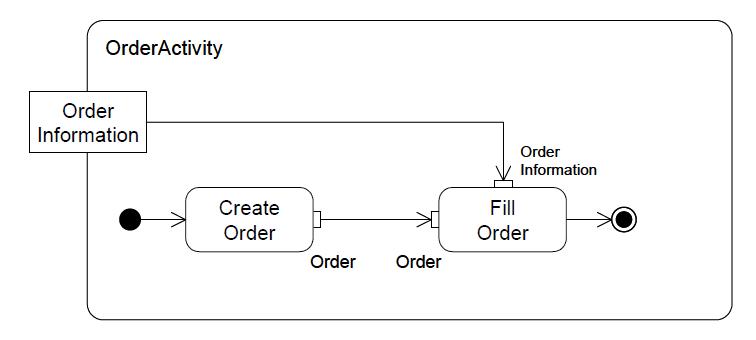 OrderActivity
Order
Information
Order
Information
Create
Order
Fill
Order
Order
Order